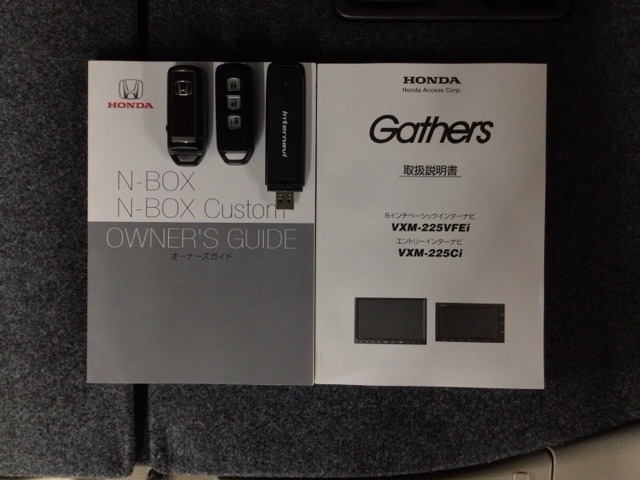 HONDA
internavi
N-BOX
N-BOX Custom
OWNER'S GUIDE
オーナーズガイド
HONDA
Honda Access Corp.
Gathers
取扱説明書
8インチベーシックインターナビ
VXM-225VFEi
エントリーインターナビ
VXM-225Ci